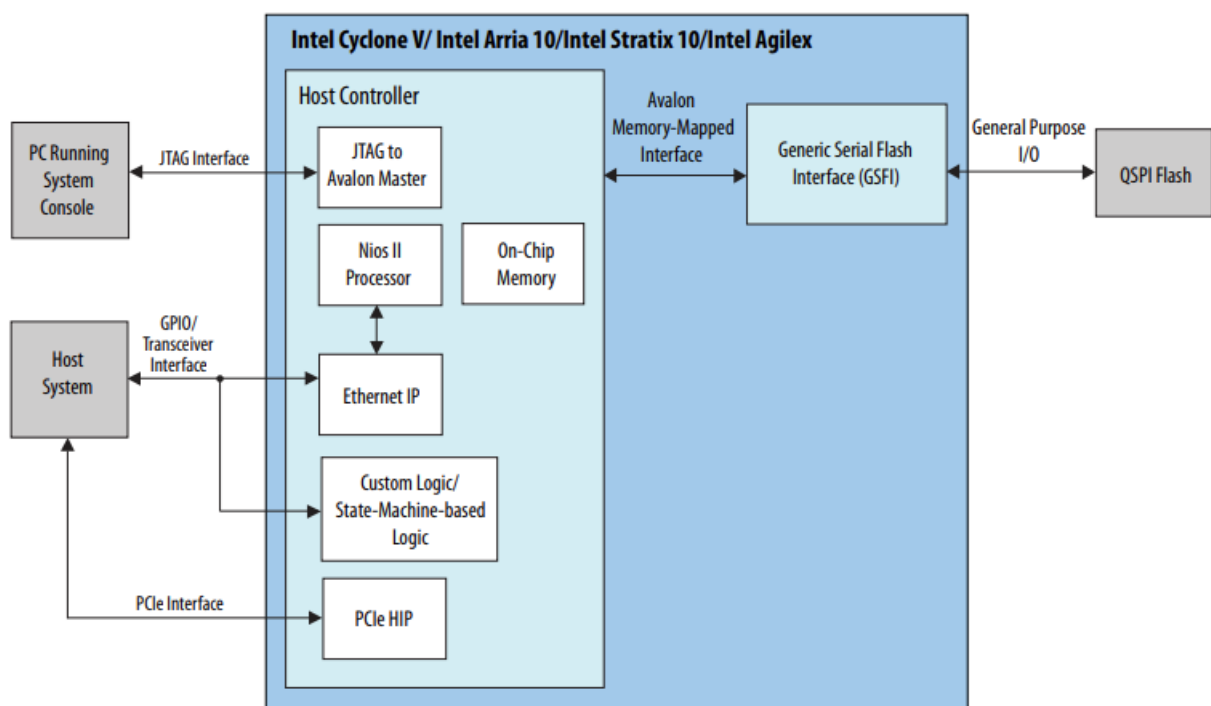 Intel Cyclone V/ Intel Arria 10/Intel Stratix 10/Intel Agilex
Host Controller
PC Running
System
Console
JTAG Interface
JTAG to
Avalon Master
Avalon
Memory-Mapped
Interface
Generic Serial Flash
Interface (GSFI)
General Purpose
I/O
QSPI Flash
Nios II
Processor
On-Chip
Memory
Host
System
GPIO/
Transceiver
Interface
Ethernet IP
Custom Logic/
State-Machine-based
Logic
PCIe Interface
PCIe HIP